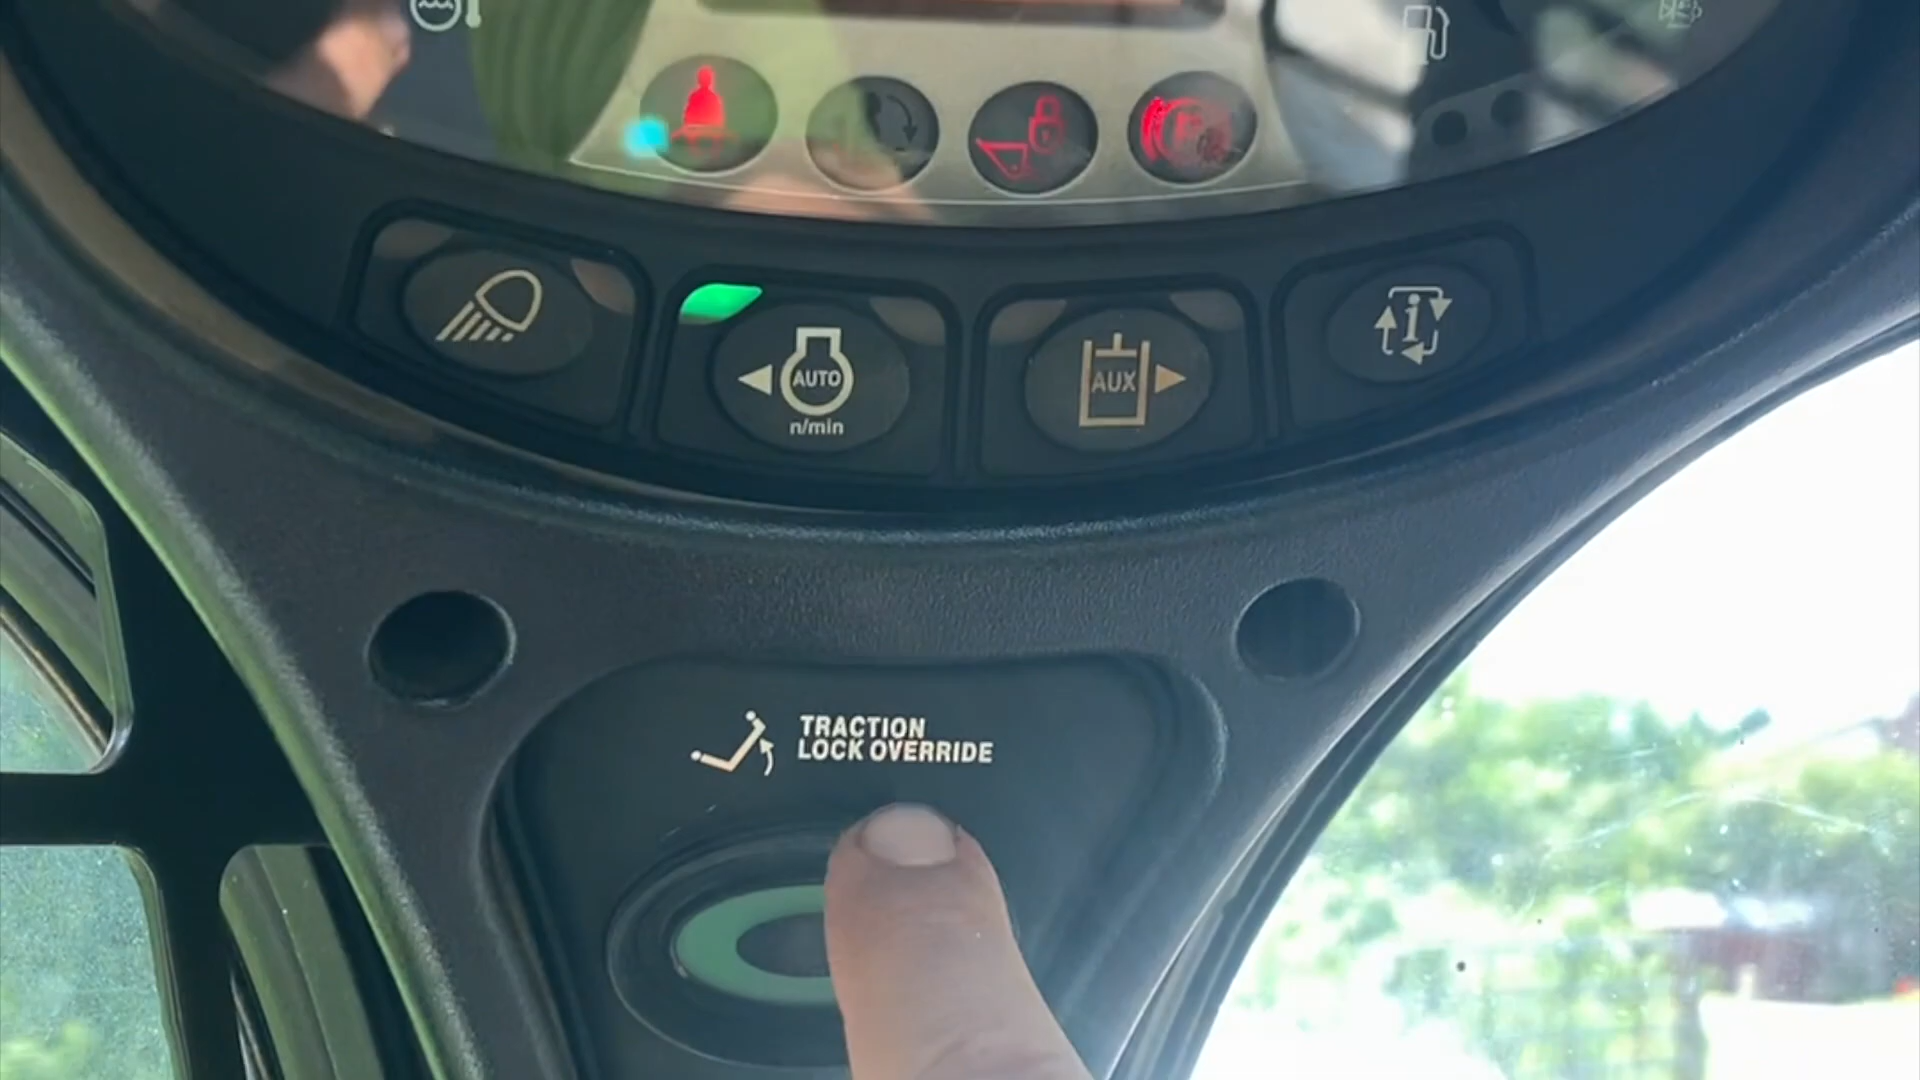 AUTO
n/min
AUX
i
TRACTION
LOCK OVERRIDE